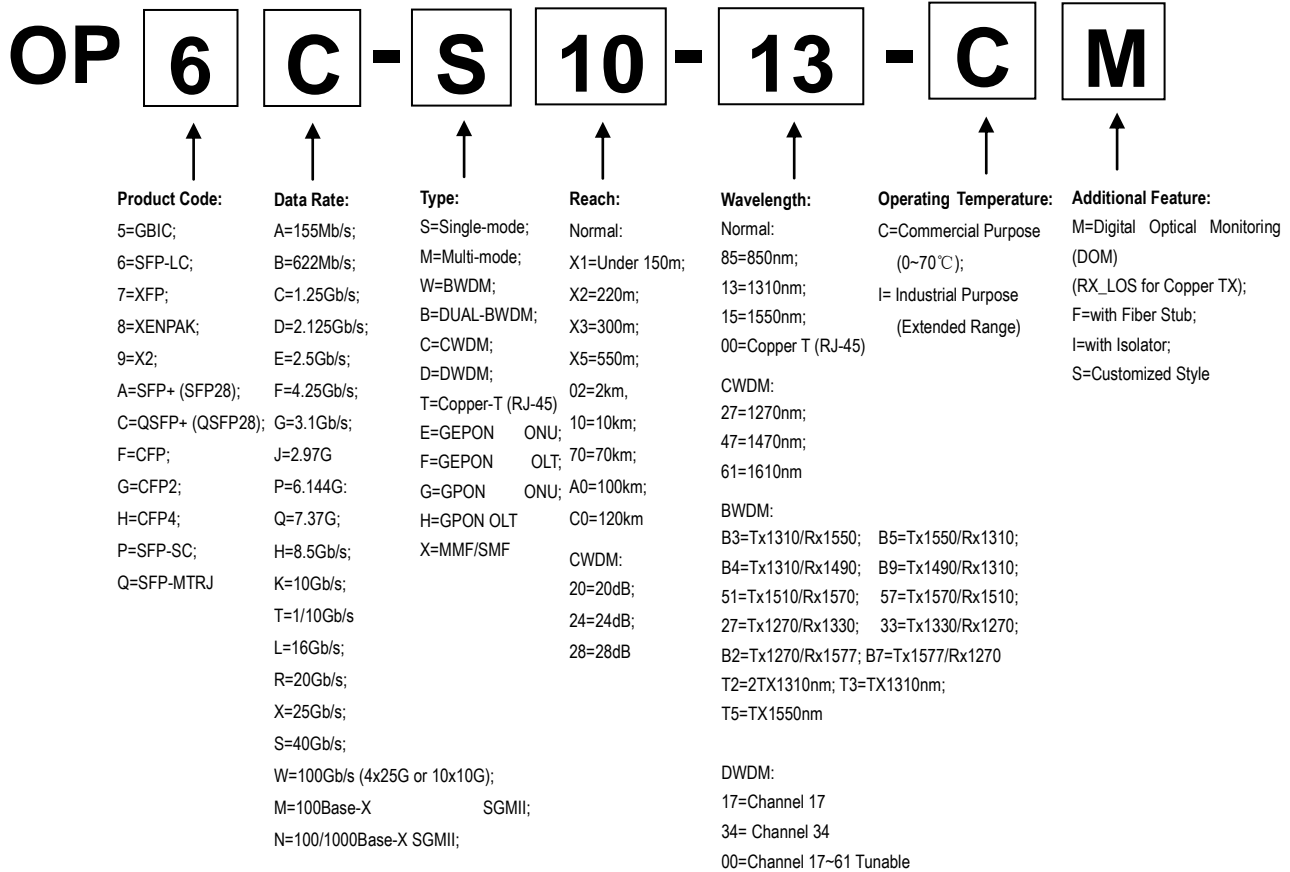 OP 6 C - S 10 - 13 - C M
Product Code:
5=GBIC;
6=SFP-LC;
7=XFP;
8=XENPAK;
9=X2;
A=SFP+ (SFP28);
C=QSFP+ (QSFP28);
F=CFP;
G=CFP2;
H=CFP4;
P=SFP-SC;
Q=SFP-MTRJ
Data Rate:
A=155Mb/s;
B=622Mb/s;
C=1.25Gb/s;
D=2.125Gb/s;
E=2.5Gb/s;
F=4.25Gb/s;
G=3.1Gb/s;
J=2.97G
P=6.144G:
Q=7.37G;
H=8.5Gb/s;
K=10Gb/s;
T=1/10Gb/s
L=16Gb/s;
R=20Gb/s;
X=25Gb/s;
S=40Gb/s;
W=100Gb/s (4x25G or 10x10G);
M=100Base-X SGMII;
N=100/1000Base-X SGMII;
Type:
S=Single-mode;
M=Multi-mode;
W=BWDM;
B=DUAL-BWDM;
C=CWDM;
D=DWDM;
T=Copper-T (RJ-45)
E=GEPON ONU;
F=GEPON OLT;
G=GPON ONU;
H=GPON OLT
X=MMF/SMF
Reach:
Normal:
X1=Under 150m;
X2=220m;
X3=300m;
X5=550m;
02=2km,
10=10km;
70=70km;
A0=100km;
C0=120km
CWDM:
20=20dB;
24=24dB;
28=28dB
Wavelength:
Normal:
85=850nm;
13=1310nm;
15=1550nm;
00=Copper T (RJ-45)
CWDM:
27=1270nm;
47=1470nm;
61=1610nm
BWDM:
B3=Tx1310/Rx1550; B5=Tx1550/Rx1310;
B4=Tx1310/Rx1490; B9=Tx1490/Rx1310;
51=Tx1510/Rx1570; 57=Tx1570/Rx1510;
27=Tx1270/Rx1330; 33=Tx1330/Rx1270;
B2=Tx1270/Rx1577; B7=Tx1577/Rx1270
T2=2TX1310nm; T3=TX1310nm;
T5=TX1550nm
DWDM:
17=Channel 17
34= Channel 34
00=Channel 17~61 Tunable
Operating Temperature:
C=Commercial Purpose
(0~70℃);
I= Industrial Purpose
(Extended Range)
Additional Feature:
M=Digital Optical Monitoring
(DOM)
(RX_LOS for Copper TX);
F=with Fiber Stub;
I=with Isolator;
S=Customized Style